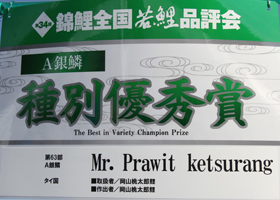 第34回 錦鯉全国若鯉品評会
A銀鱗
種別優秀賞
The Best in Variety Champion Prize
第63部
A銀鱗
Mr. Prawit ketsurang
タイ国
■取扱者／岡山桃太郎鯉
■作出者／岡山桃太郎鯉